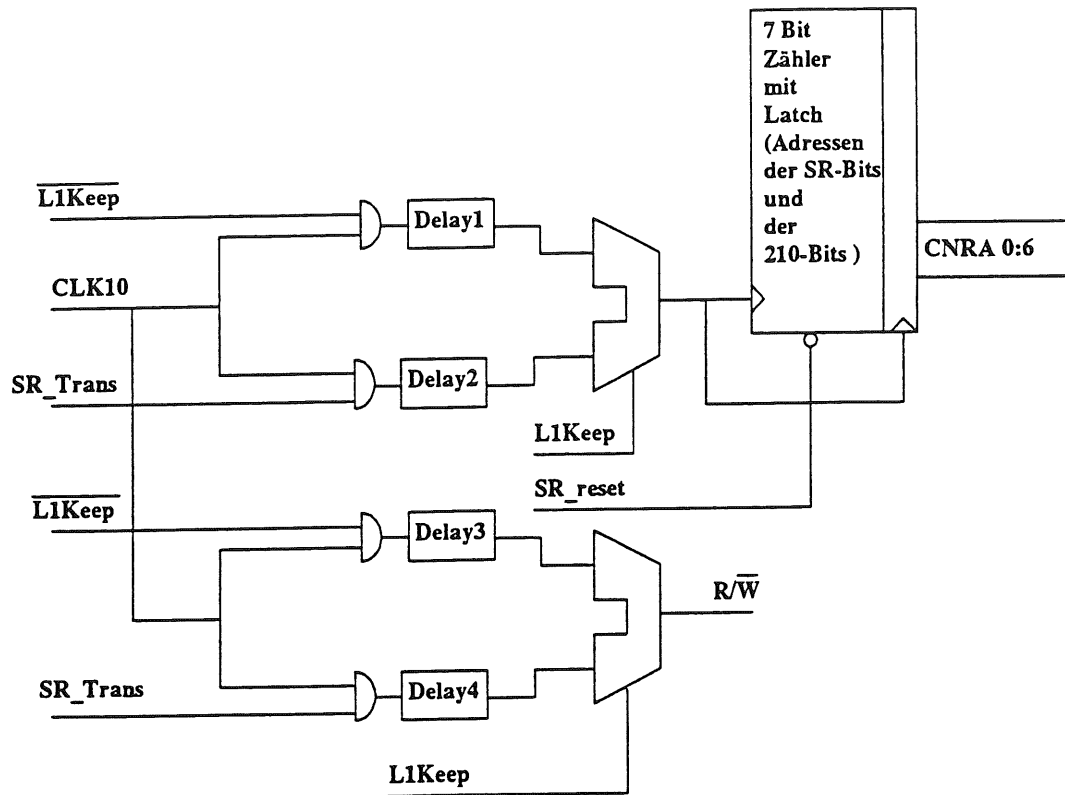 7 Bit
Zähler
mit
Latch
(Adressen
der SR-Bits
und
der
210-Bits )
CNRA 0:6
L1Keep
Delay1
CLK10
SR_Trans
Delay2
L1Keep
SR_reset
L1Keep
Delay3
R/W
SR_Trans
Delay4
L1Keep